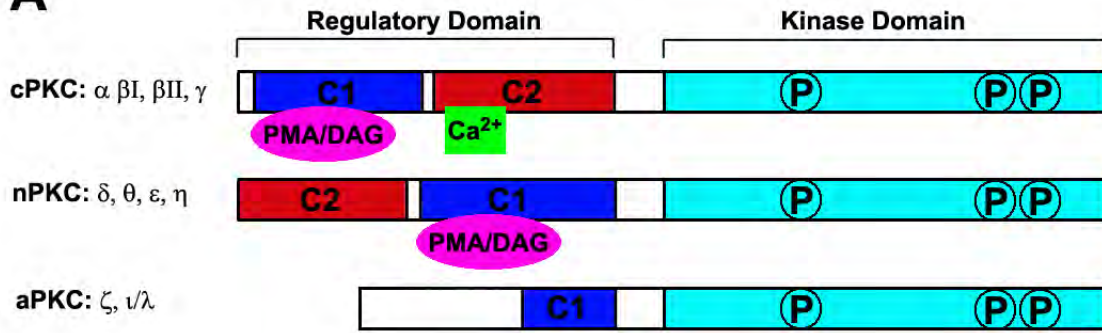 A
Regulatory Domain Kinase Domain
cPKC: α βI, βII, γ C1 C2 P P P
PMA/DAG Ca²⁺
nPKC: δ, θ, ε, η C2 C1 P P P
PMA/DAG
aPKC: ζ, ι/λ C1 P P P